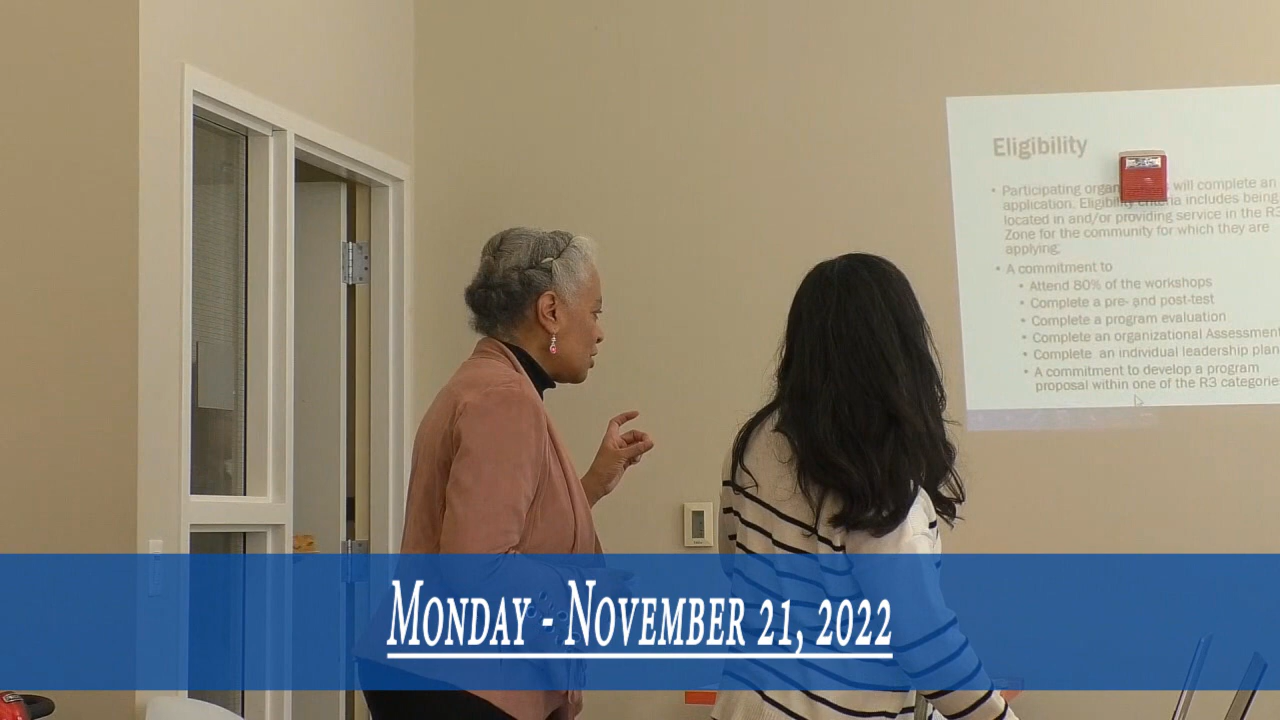 Eligibility
• Participating will complete an
application. Eligibility criteria includes being
located in and/or providing service in the
Zone for the community for which they are
applying;
• A commitment to
• Attend 80% of the workshops
• Complete a pre- and post-test
• Complete a program evaluation
• Complete an organizational Assessment
• Complete an individual leadership plan
• A commitment to develop a program
proposal within one of the R3
Monday - November 21, 2022